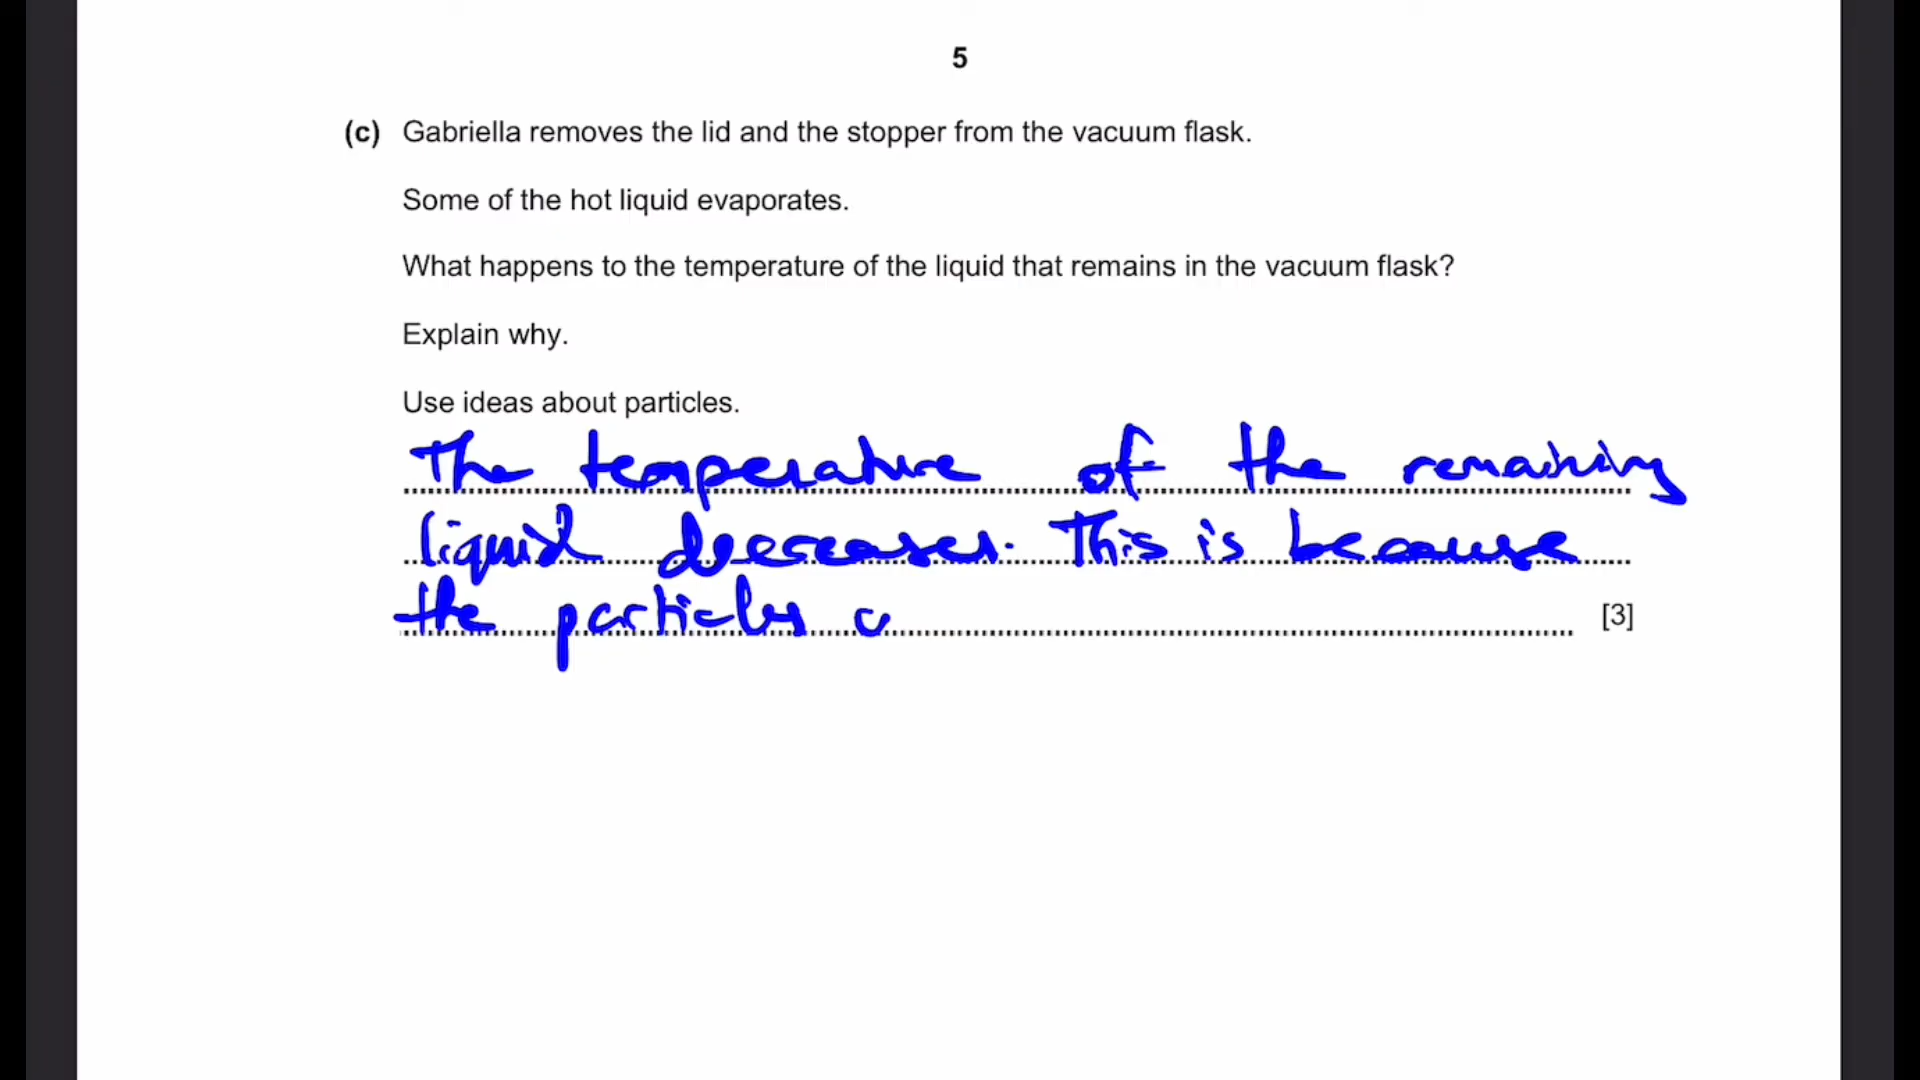 5
(c) Gabriella removes the lid and the stopper from the vacuum flask.
Some of the hot liquid evaporates.
What happens to the temperature of the liquid that remains in the vacuum flask?
Explain why.
Use ideas about particles.
The temperature of the remaining
liquid decreases. This is because
the particles
[3]